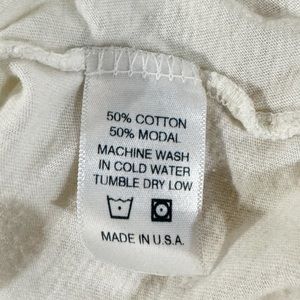 50% COTTON
50% MODAL
MACHINE WASH
IN COLD WATER
TUMBLE DRY LOW
MADE IN U.S.A.